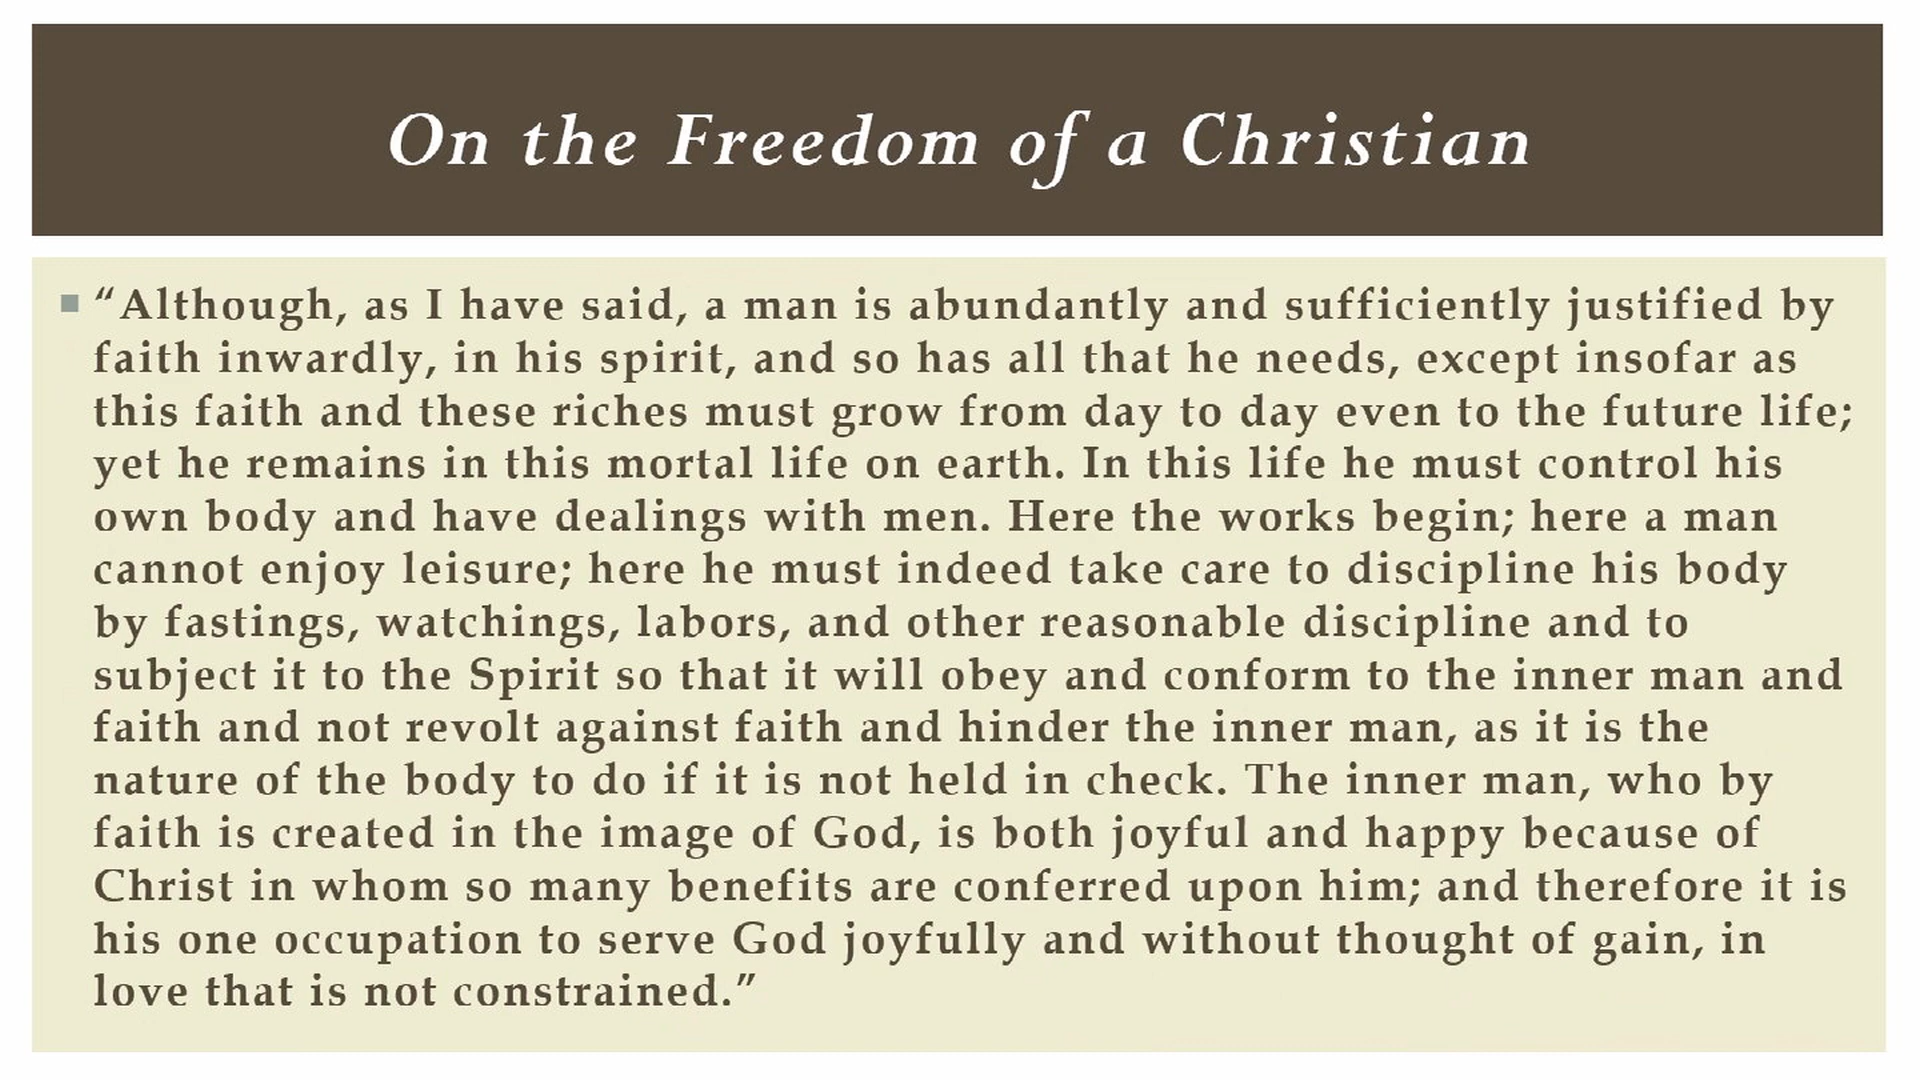 On the Freedom of a Christian
“Although, as I have said, a man is abundantly and sufficiently justified by
faith inwardly, in his spirit, and so has all that he needs, except insofar as
this faith and these riches must grow from day to day even to the future life;
yet he remains in this mortal life on earth. In this life he must control his
own body and have dealings with men. Here the works begin; here a man
cannot enjoy leisure; here he must indeed take care to discipline his body
by fastings, watchings, labors, and other reasonable discipline and to
subject it to the Spirit so that it will obey and conform to the inner man and
faith and not revolt against faith and hinder the inner man, as it is the
nature of the body to do if it is not held in check. The inner man, who by
faith is created in the image of God, is both joyful and happy because of
Christ in whom so many benefits are conferred upon him; and therefore it is
his one occupation to serve God joyfully and without thought of gain, in
love that is not constrained.”